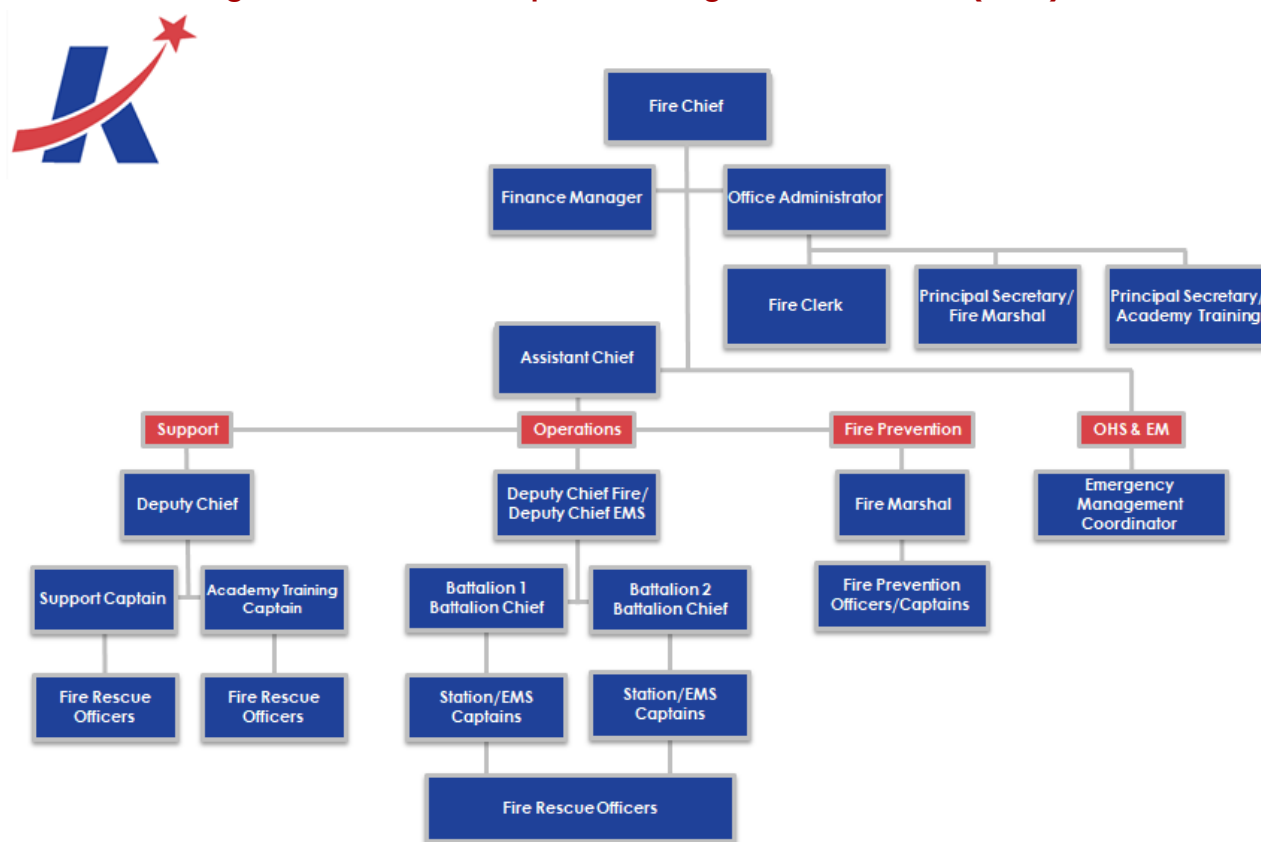 Fire Chief
Finance Manager
Office Administrator
Fire Clerk
Principal Secretary/
Fire Marshal
Principal Secretary/
Academy Training
Assistant Chief
Support
Operations
Fire Prevention
OHS & EM
Deputy Chief
Deputy Chief Fire/
Deputy Chief EMS
Fire Marshal
Emergency
Management
Coordinator
Support Captain
Academy Training
Captain
Battalion 1
Battalion Chief
Battalion 2
Battalion Chief
Fire Prevention
Officers/Captains
Fire Rescue
Officers
Fire Rescue
Officers
Station/EMS
Captains
Station/EMS
Captains
Fire Rescue Officers